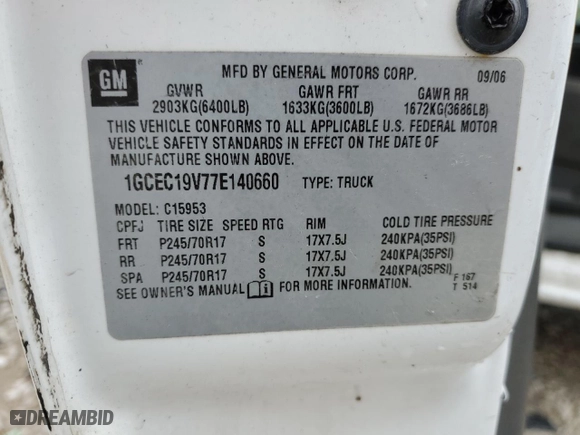 GM
MFD BY GENERAL MOTORS CORP. 09/06
GVWR GAWR FRT GAWR RR
2903KG(6400LB) 1633KG(3600LB) 1672KG(3686LB)
THIS VEHICLE CONFORMS TO ALL APPLICABLE U.S. FEDERAL MOTOR
VEHICLE SAFETY STANDARDS IN EFFECT ON THE DATE OF
MANUFACTURE SHOWN ABOVE.
1GCEC19V77E140660 TYPE: TRUCK
MODEL: C15953
CPFJ TIRE SIZE SPEED RTG RIM COLD TIRE PRESSURE
FRT P245/70R17 S 17X7.5J 240KPA(35PSI)
RR P245/70R17 S 17X7.5J 240KPA(35PSI)
SPA P245/70R17 S 17X7.5J 240KPA(35PSI)
SEE OWNER'S MANUAL FOR MORE INFORMATION.
F 167
T 514
DREAMBID